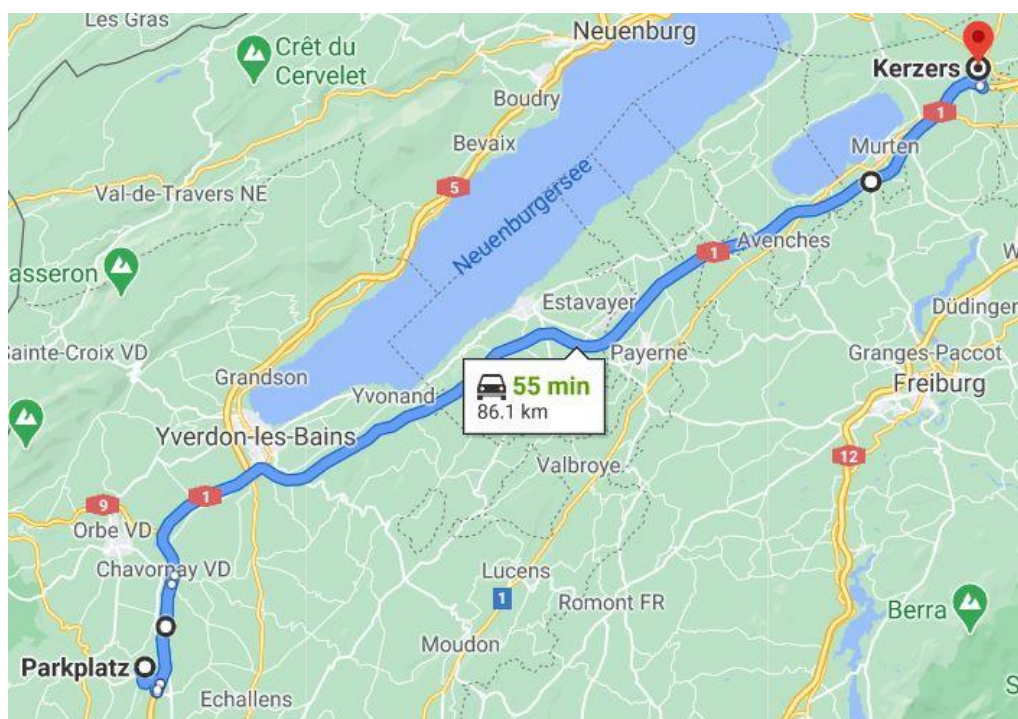 Les Gras
Neuenburg
Crêt du
Cervelet
Kerzers
Boudry
1
Bevaix
Murten
5
Val-de-Travers NE
Neuenburgersee
1
Avenches
asseron
Estavayer
Düdingen
Sainte-Croix VD
Payerne
Granges-Paccot
55 min
86.1 km
Grandson
Yvonand
Freiburg
Yverdon-les-Bains
12
Valbroye
1
9
Orbe VD
Chavornay VD
Lucens
1
Romont FR
Berra
Moudon
Parkplatz
Echallens